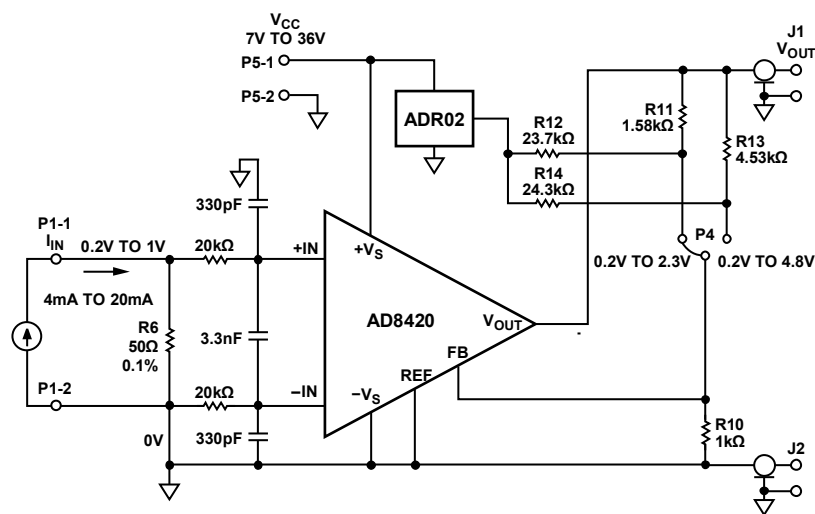 VCC
7V TO 36V
P5-1
P5-2
ADR02
R12
23.7kΩ
R14
24.3kΩ
R11
1.58kΩ
R13
4.53kΩ
J1
VOUT
330pF
P1-1
IIN
0.2V TO 1V
20kΩ
+IN
+VS
P4
0.2V TO 2.3V
0.2V TO 4.8V
4mA TO 20mA
R6
50Ω
0.1%
3.3nF
AD8420
VOUT
FB
P1-2
20kΩ
–IN
–VS
REF
0V
330pF
R10
1kΩ
J2